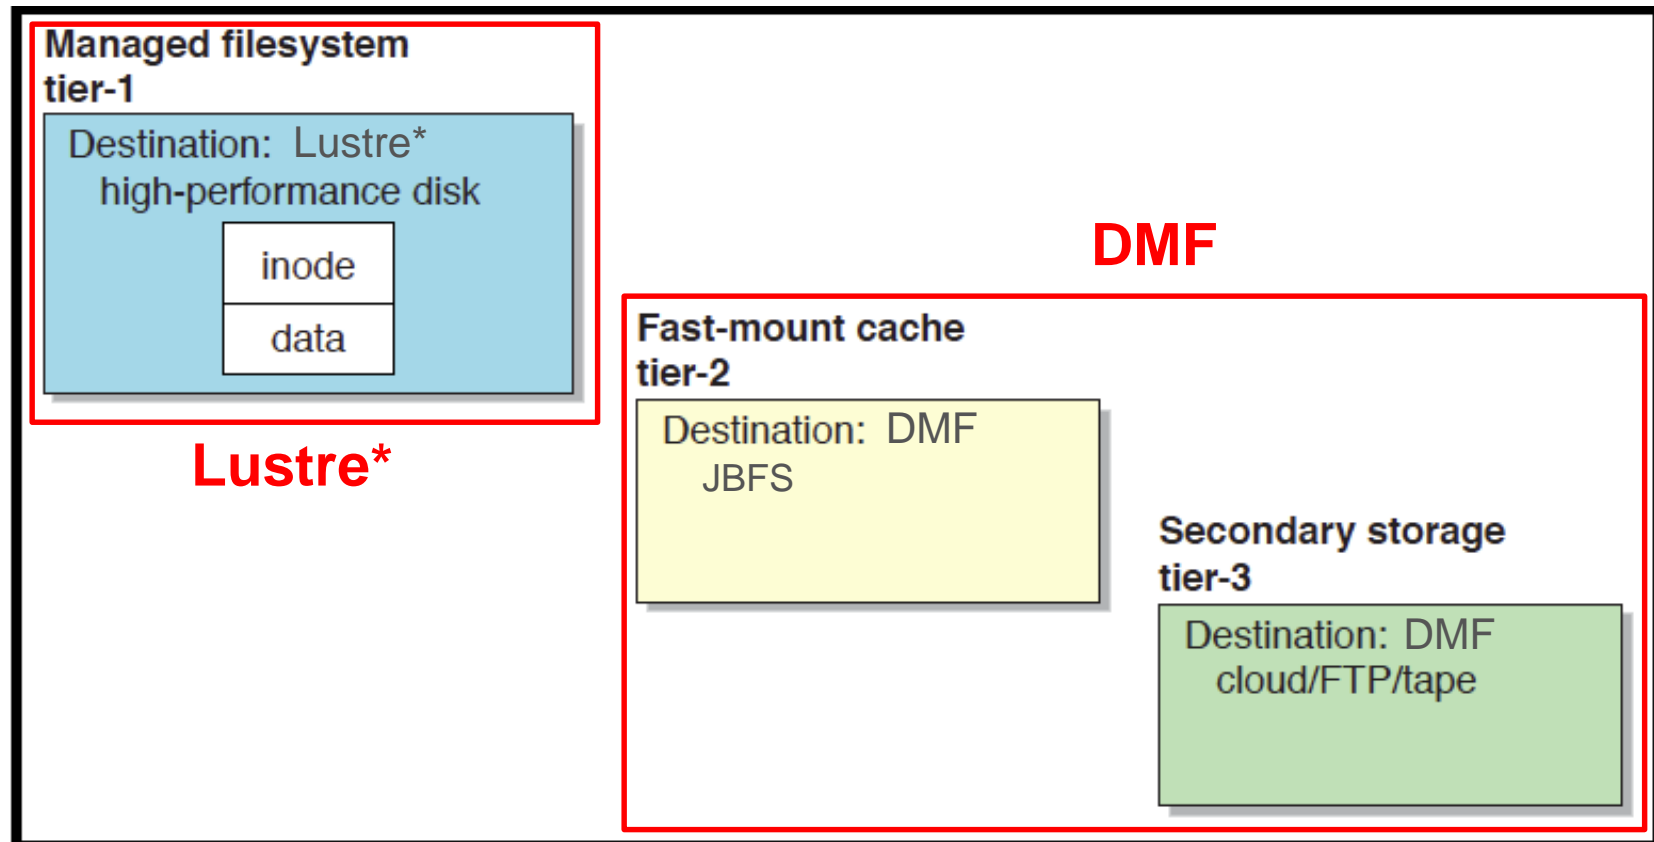 Managed filesystem
tier-1
Destination: Lustre*
high-performance disk
inode
data
Lustre*
DMF
Fast-mount cache
tier-2
Destination: DMF
JBFS
Secondary storage
tier-3
Destination: DMF
cloud/FTP/tape